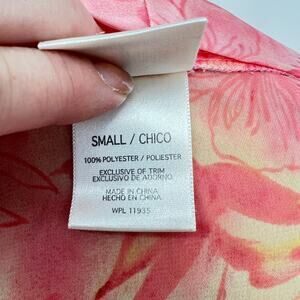 SMALL / CHICO
100% POLYESTER / POLIESTER
EXCLUSIVE OF TRIM
EXCLUSIVO DE ADORNO
MADE IN CHINA
HECHO EN CHINA
WPL 11935